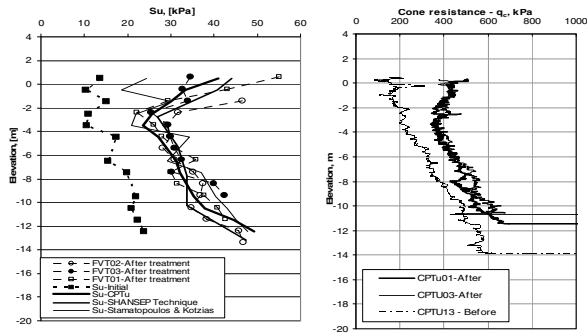 Su, [kPa]
0 10 20 30 40 50 60
4
2
0
-2
-4
-6
-8
-10
-12
-14
-16
-18
-20
Elevation, [m]
FVT02-After treatment
FVT03-After treatment
FVT01-After treatment
Su-Initial
Su-CPTu
Su-SHANSEP Technique
Su-Stamatopoulos & Kotzias
Cone resistance - qc, kPa
0 200 400 600 800 1000
4
2
0
-2
-4
-6
-8
-10
-12
-14
-16
-18
-20
Elevation, m
CPTu01-After
CPTU03-After
CPTU13 - Before